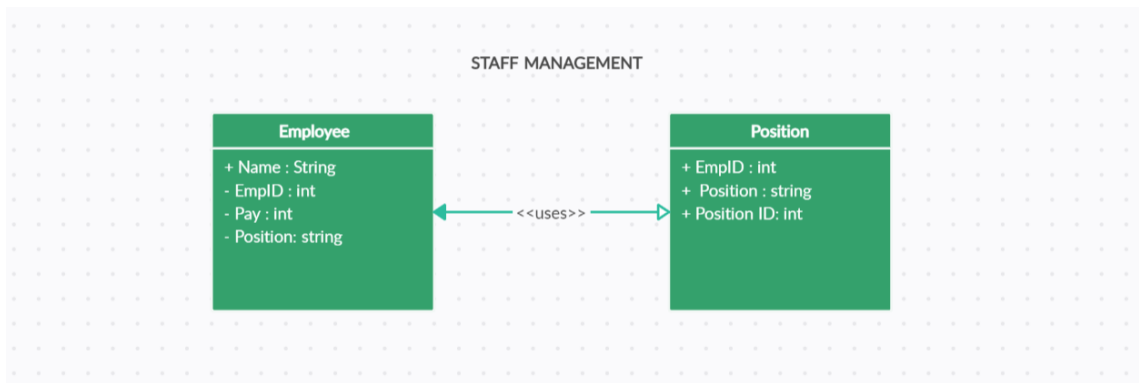 STAFF MANAGEMENT
Employee
+ Name : String
- EmpID : int
- Pay : int
- Position: string
<<uses>>
Position
+ EmpID : int
+  Position : string
+ Position ID: int